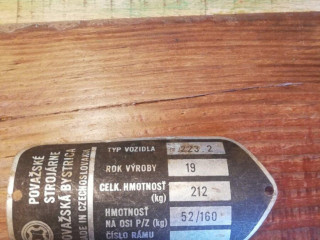 POVAŽSKÉ
STROJÁRNE
POVAŽSKÁ BYSTRICA
MADE IN CZECHOSLOVAKIA
TYP VOZIDLA 223.2
ROK VÝROBY 19
CELK. HMOTNOSŤ (kg) 212
HMOTNOSŤ
NA OSI P/Z (kg) 52/160
ČÍSLO RÁMU